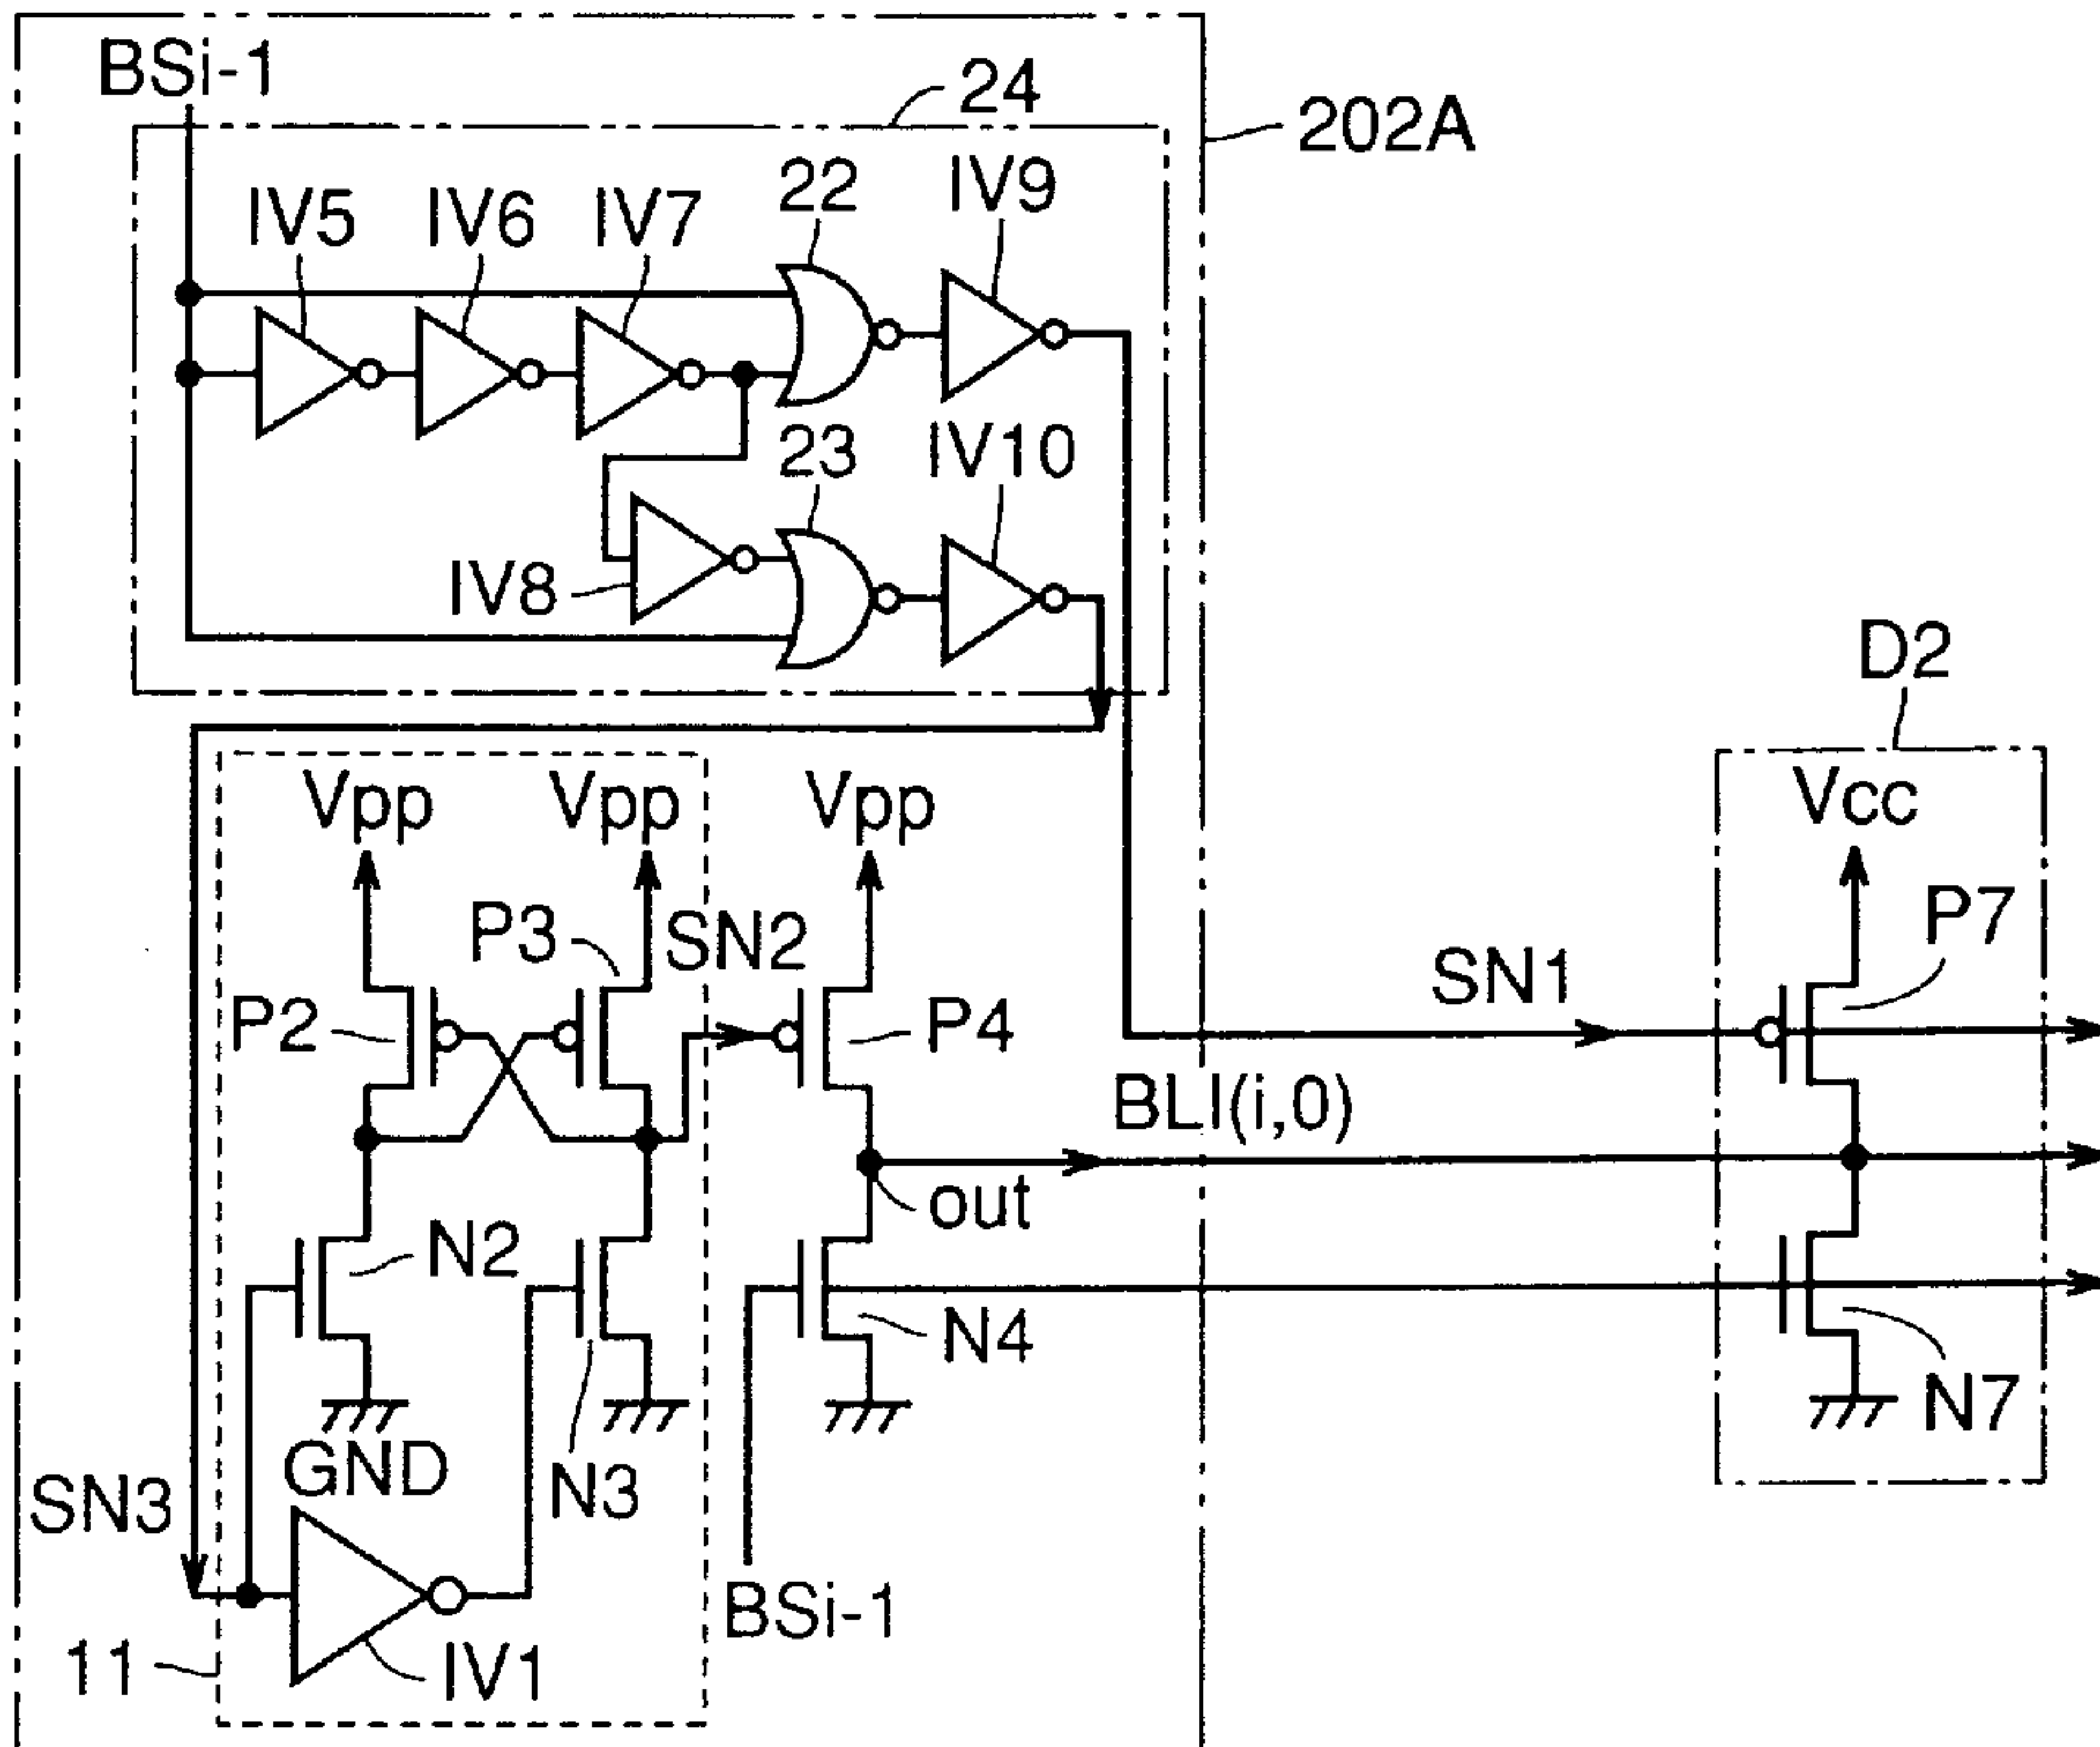 BSi-1
24
202A
IV5
IV6
IV7
22
IV9
23
IV10
IV8
D2
Vpp
Vpp
Vpp
Vcc
P3
SN2
P7
P2
P4
SN1
BLI(i,0)
out
N2
N4
N7
GND
N3
SN3
BSi-1
11
IV1